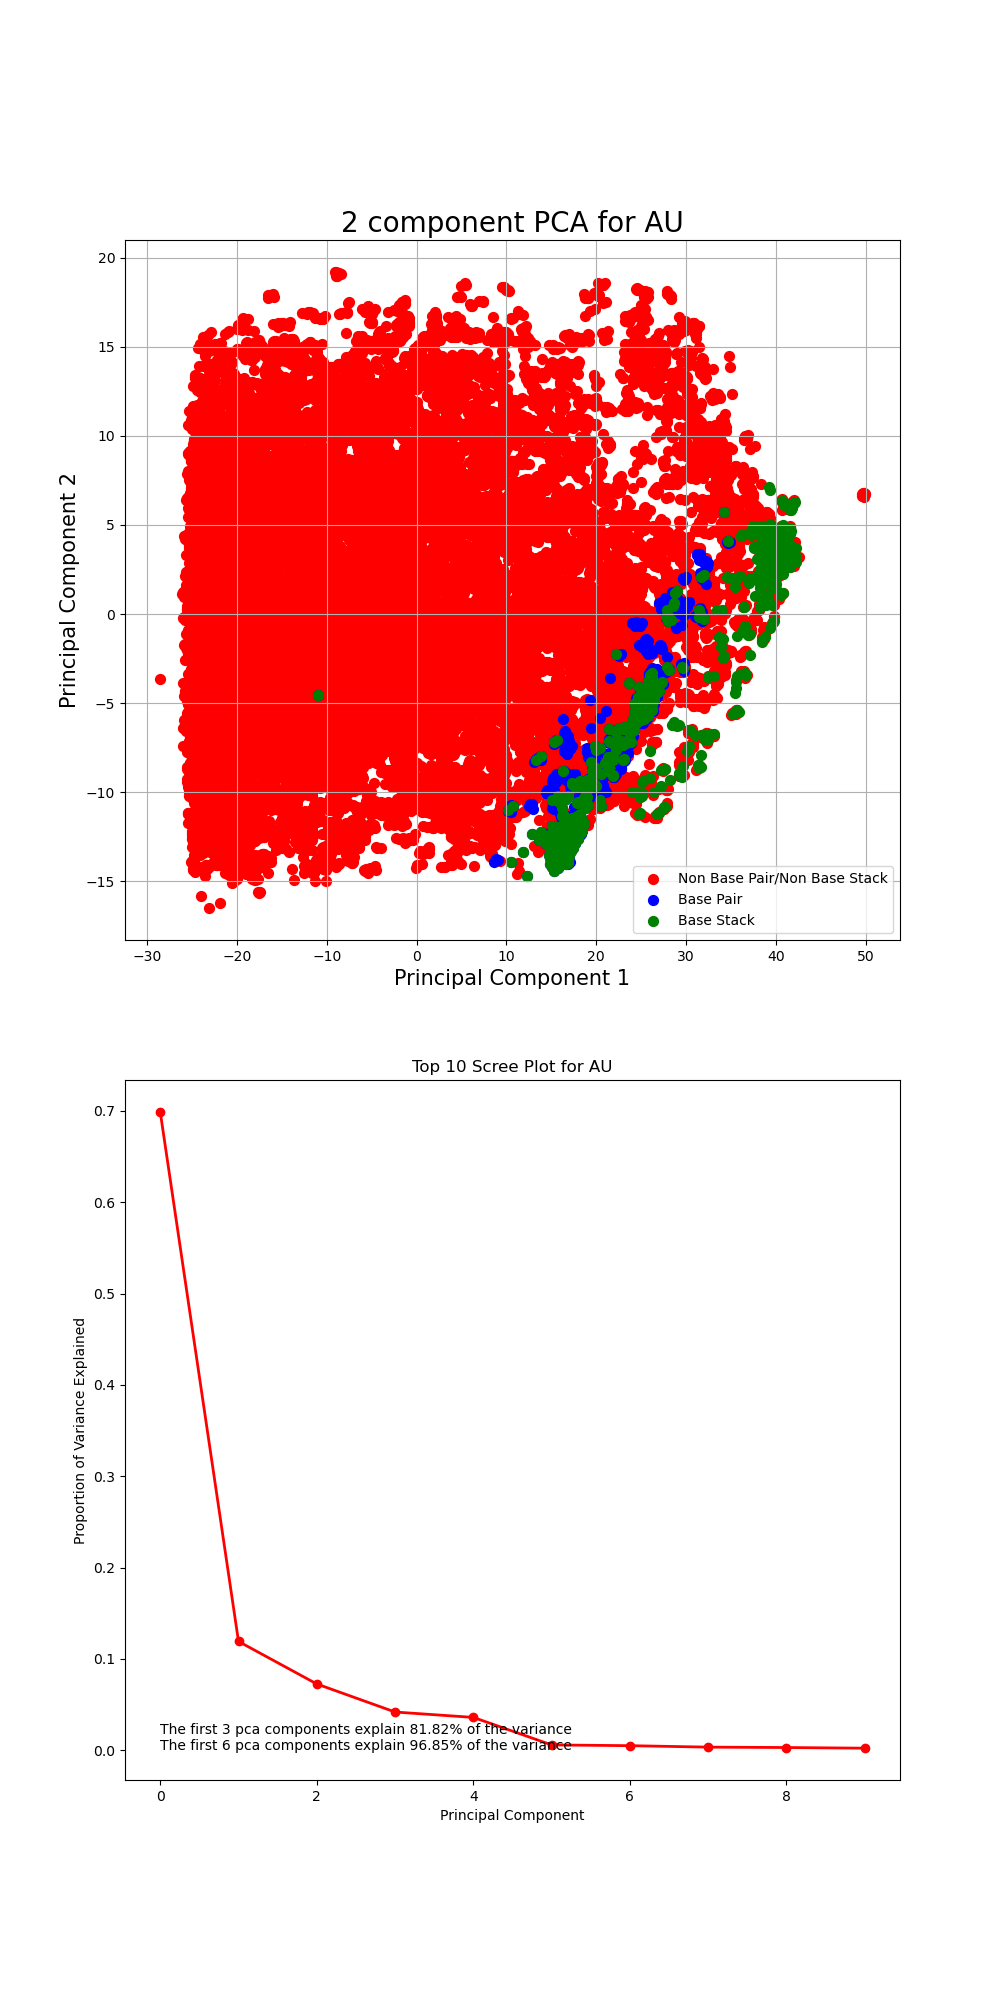 2 component PCA for AU
20
15
10
5
0
−5
−10
−15
Principal Component 2
Non Base Pair/Non Base Stack
Base Pair
Base Stack
−30 −20 −10 0 10 20 30 40 50
Principal Component 1
Top 10 Scree Plot for AU
0.7
0.6
0.5
0.4
0.3
0.2
0.1
0.0
Proportion of Variance Explained
The first 3 pca components explain 81.82% of the variance
The first 6 pca components explain 96.85% of the variance
0 2 4 6 8
Principal Component